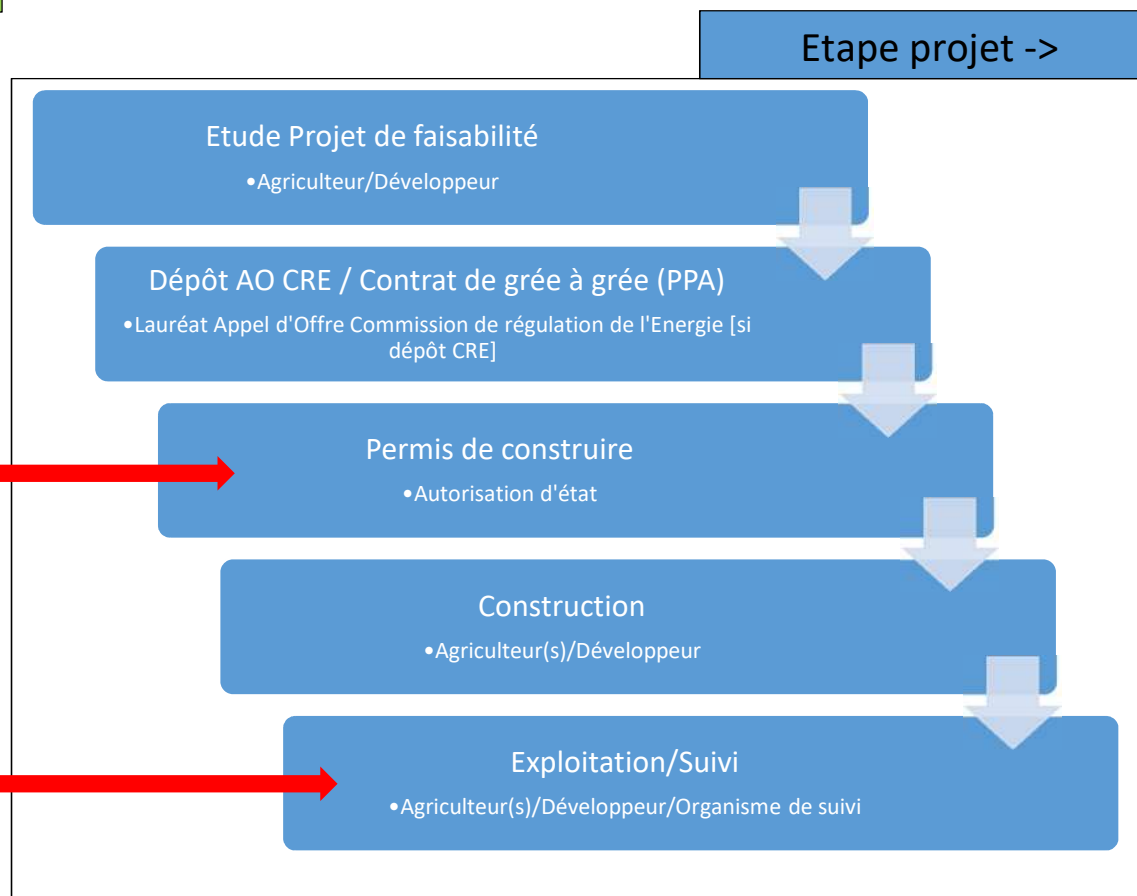 Etape projet ->
Etude Projet de faisabilité
•Agriculteur/Développeur
Dépôt AO CRE / Contrat de grée à grée (PPA)
•Lauréat Appel d'Offre Commission de régulation de l'Energie [si
dépôt CRE]
Permis de construire
•Autorisation d'état
Construction
•Agriculteur(s)/Développeur
Exploitation/Suivi
•Agriculteur(s)/Développeur/Organisme de suivi